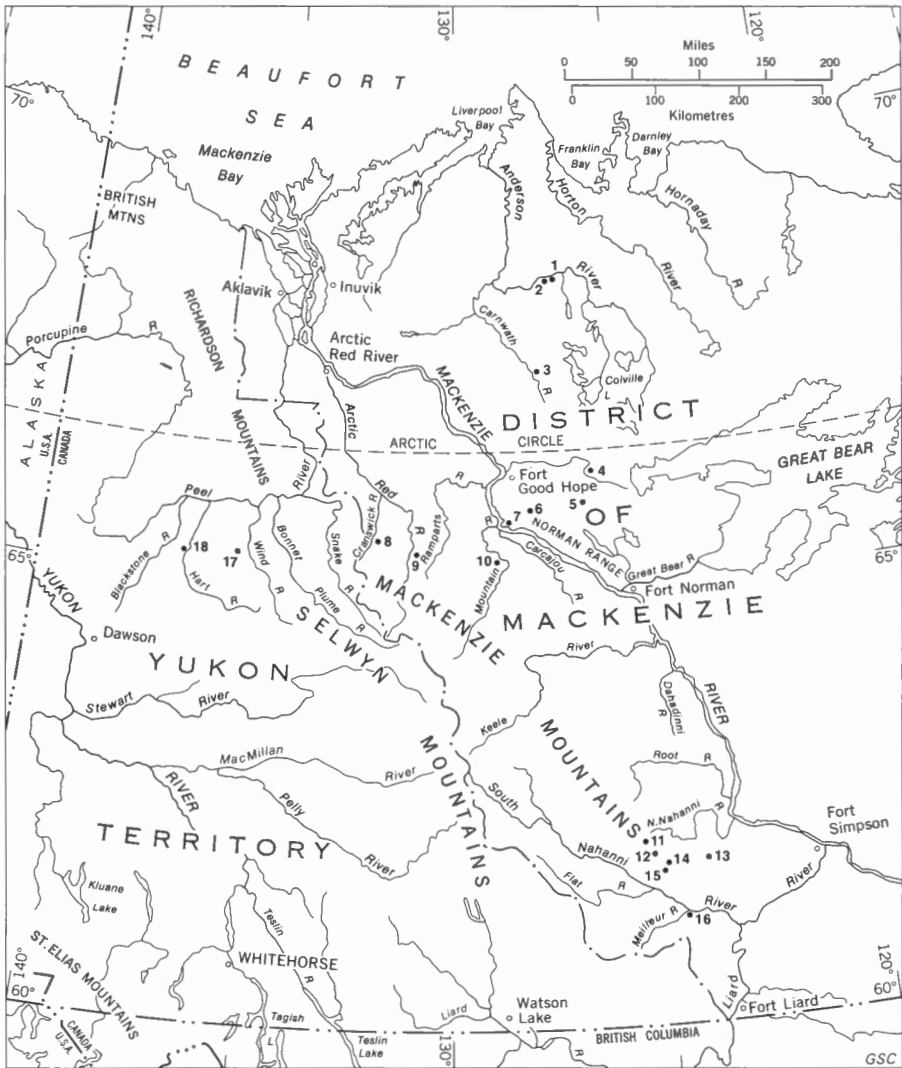 140°
130°
120°
Miles
0 50 100 150 200
0 100 200 300
Kilometres
70°
70°
BEAUFORT
SEA
Mackenzie
Bay
Liverpool
Bay
Franklin
Bay
Darnley
Bay
BRITISH
MTNS
Anderson
Horton
River
Hornaday
R
1
2
River
Aklavik
Inuvik
RICHARDSON
Carnwath
R
3
Porcupine
R
Arctic
Red River
Colville
L
MACKENZIE
DISTRICT
ALASKA
U.S.A.
CANADA
MOUNTAINS
Arctic
ARCTIC CIRCLE
GREAT BEAR
LAKE
River
Red
R
4
Fort
Good Hope
5
OF
Peel
R
7
6
NORMAN RANGE
65°
65°
Blackstone R
18
Hart
R
17
Wind
R
Bonnet
Plume
R
Snake
R
Cranswick R
8
R
9
Ramparts
10
Mountain
R
Carcajou
R
Great Bear R
Fort Norman
MACKENZIE
MACKENZIE
YUKON
Dawson
SELWYN
YUKON
River
Stewart
River
Keele
Dahadinni
R
RIVER
MOUNTAINS
MacMillan
River
RIVER
Pelly
River
MOUNTAINS
South
Nahanni
Root R
N. Nahanni
R
11
12
14
13
15
Fort
Simpson
River
TERRITORY
Flat
R
River
Meilleur R
16
Kluane
Lake
Teslin
R
ST. ELIAS MOUNTAINS
WHITEHORSE
140°
60°
120°
60°
Liard
Fort Liard
Tagish
L
Liard
R
Watson
Lake
R
CANADA
U.S.A.
Teslin
Lake
130°
BRITISH COLUMBIA
GSC